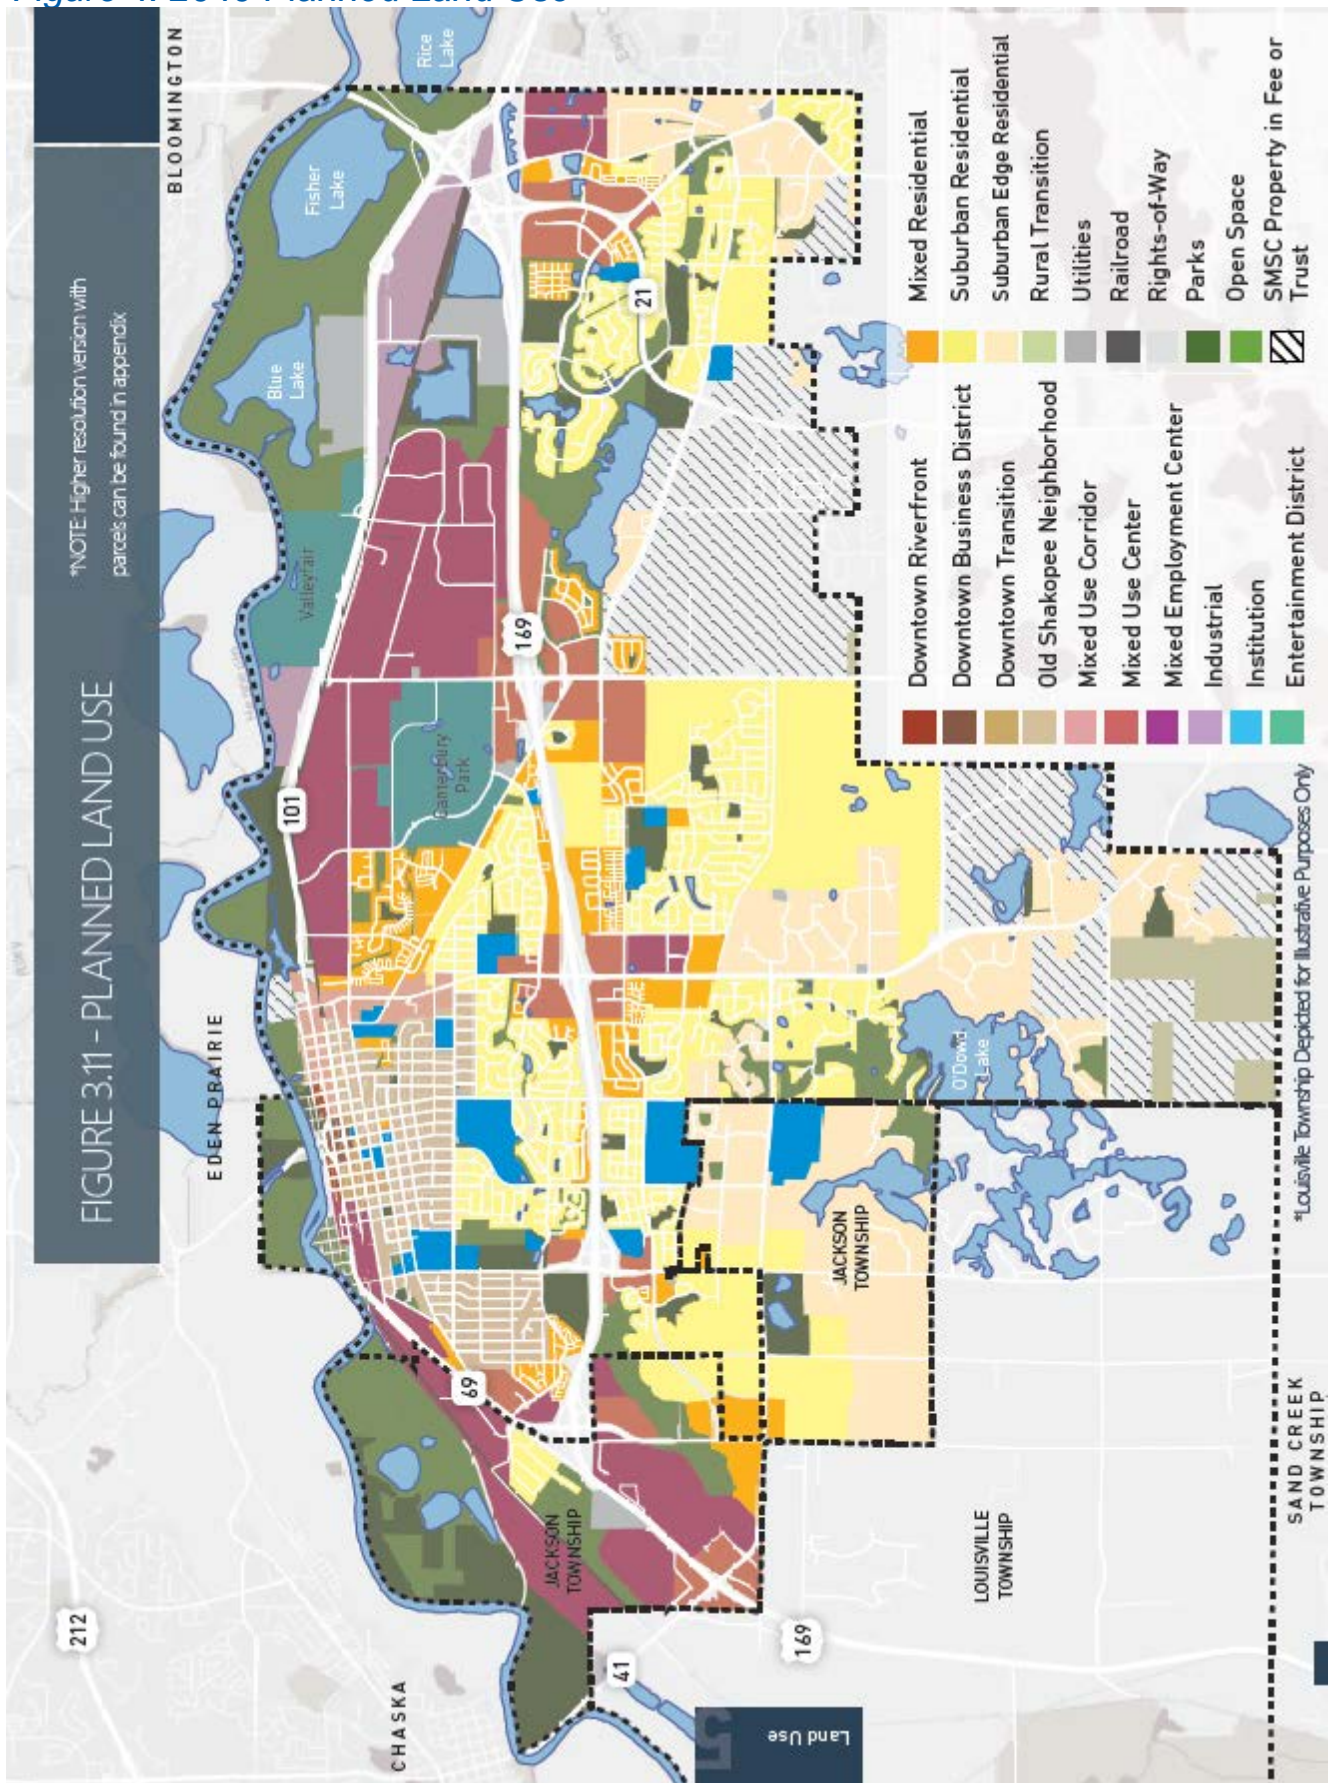 Figure 4. 2040 Planned Land Use
FIGURE 3.11 - PLANNED LAND USE
*NOTE: Higher resolution version with
parcels can be found in appendix
BLOOMINGTON
EDEN PRAIRIE
CHASKA
212
Rice
Lake
Fisher
Lake
Blue
Lake
Valleyfair
101
Canterbury
Park
169
21
69
JACKSON
TOWNSHIP
41
169
JACKSON
TOWNSHIP
O'Dowd
Lake
LOUISVILLE
TOWNSHIP
SAND CREEK
TOWNSHIP
Downtown Riverfront
Downtown Business District
Downtown Transition
Old Shakopee Neighborhood
Mixed Use Corridor
Mixed Use Center
Mixed Employment Center
Industrial
Institution
Entertainment District
Mixed Residential
Suburban Residential
Suburban Edge Residential
Rural Transition
Utilities
Railroad
Rights-of-Way
Parks
Open Space
SMSC Property in Fee or
Trust
*Louisville Township Depicted for Illustrative Purposes Only
Land Use